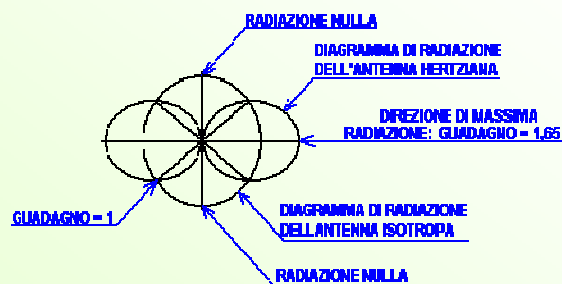 RADIAZIONE NULLA
DIAGRAMMA DI RADIAZIONE
DELL'ANTENNA HERTZIANA
DIREZIONE DI MASSIMA
RADIAZIONE: GUADAGNO = 1,65
GUADAGNO = 1
DIAGRAMMA DI RADIAZIONE
DELL'ANTENNA ISOTROPA
RADIAZIONE NULLA